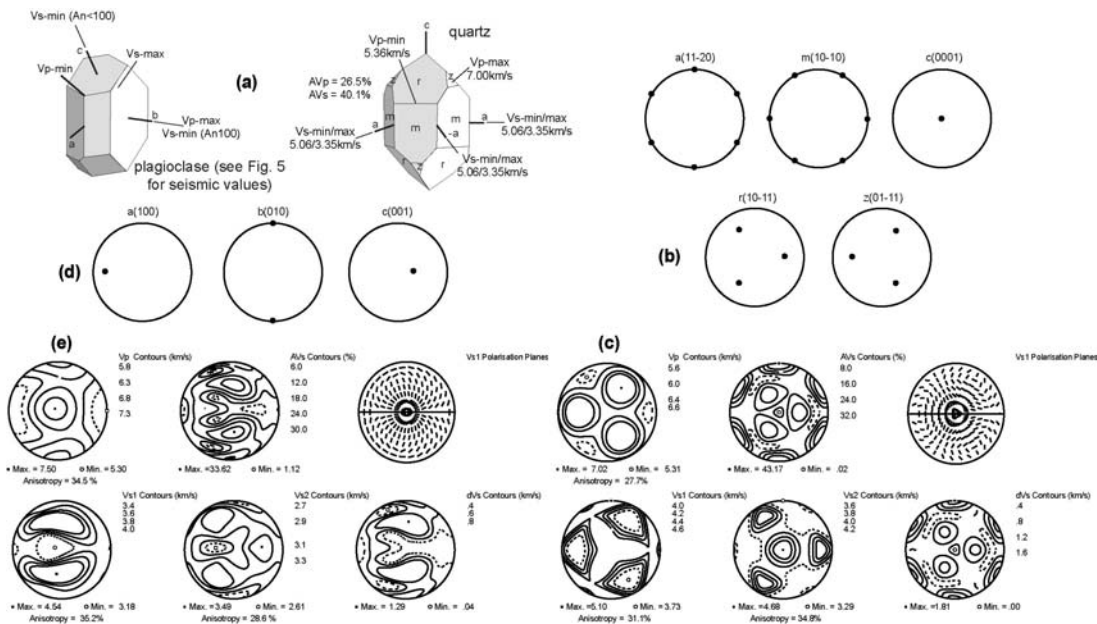 Vs-min (An<100)
c
Vs-max
Vp-min
(a)
b
Vp-max
Vs-min (An100)
a
plagioclase (see Fig. 5
for seismic values)
quartz
c
Vp-min
5.36km/s
Vp-max
7.00km/s
AVp = 26.5%
AVs = 40.1%
z
r
z
m
m
m
a
-a
a
Vs-min/max
5.06/3.35km/s
Vs-min/max
5.06/3.35km/s
Vs-min/max
5.06/3.35km/s
r
z
r
a(11-20)
m(10-10)
c(0001)
r(10-11)
z(01-11)
(b)
a(100)
b(010)
c(001)
(d)
(e)
Vp Contours (km/s)
5.8
6.3
6.8
7.3
Max. = 7.50
Min. = 5.30
Anisotropy = 34.5 %
AVs Contours (%)
6.0
12.0
18.0
24.0
30.0
Max. =33.62
Min. = 1.12
Vs1 Polarisation Planes
Vs1 Contours (km/s)
3.4
3.6
3.8
4.0
Max. = 4.54
Min. = 3.18
Anisotropy = 35.2%
Vs2 Contours (km/s)
2.7
2.9
3.1
3.3
Max. =3.49
Min. = 2.61
Anisotropy = 28.6 %
dVs Contours (km/s)
.4
.6
.8
Max. = 1.29
Min. = .04
(c)
Vp Contours (km/s)
5.6
6.0
6.4
6.6
Max. = 7.02
Min. = 5.31
Anisotropy = 27.7%
AVs Contours (%)
8.0
16.0
24.0
32.0
Max. = 43.17
Min. = .02
Vs1 Polarisation Planes
Vs1 Contours (km/s)
4.0
4.2
4.4
4.6
Max. =5.10
Min. = 3.73
Anisotropy = 31.1%
Vs2 Contours (km/s)
3.6
3.8
4.0
4.2
Max. = 4.68
Min. = 3.29
Anisotropy = 34.8%
dVs Contours (km/s)
.4
.8
1.2
1.6
Max. =1.81
Min. = .00